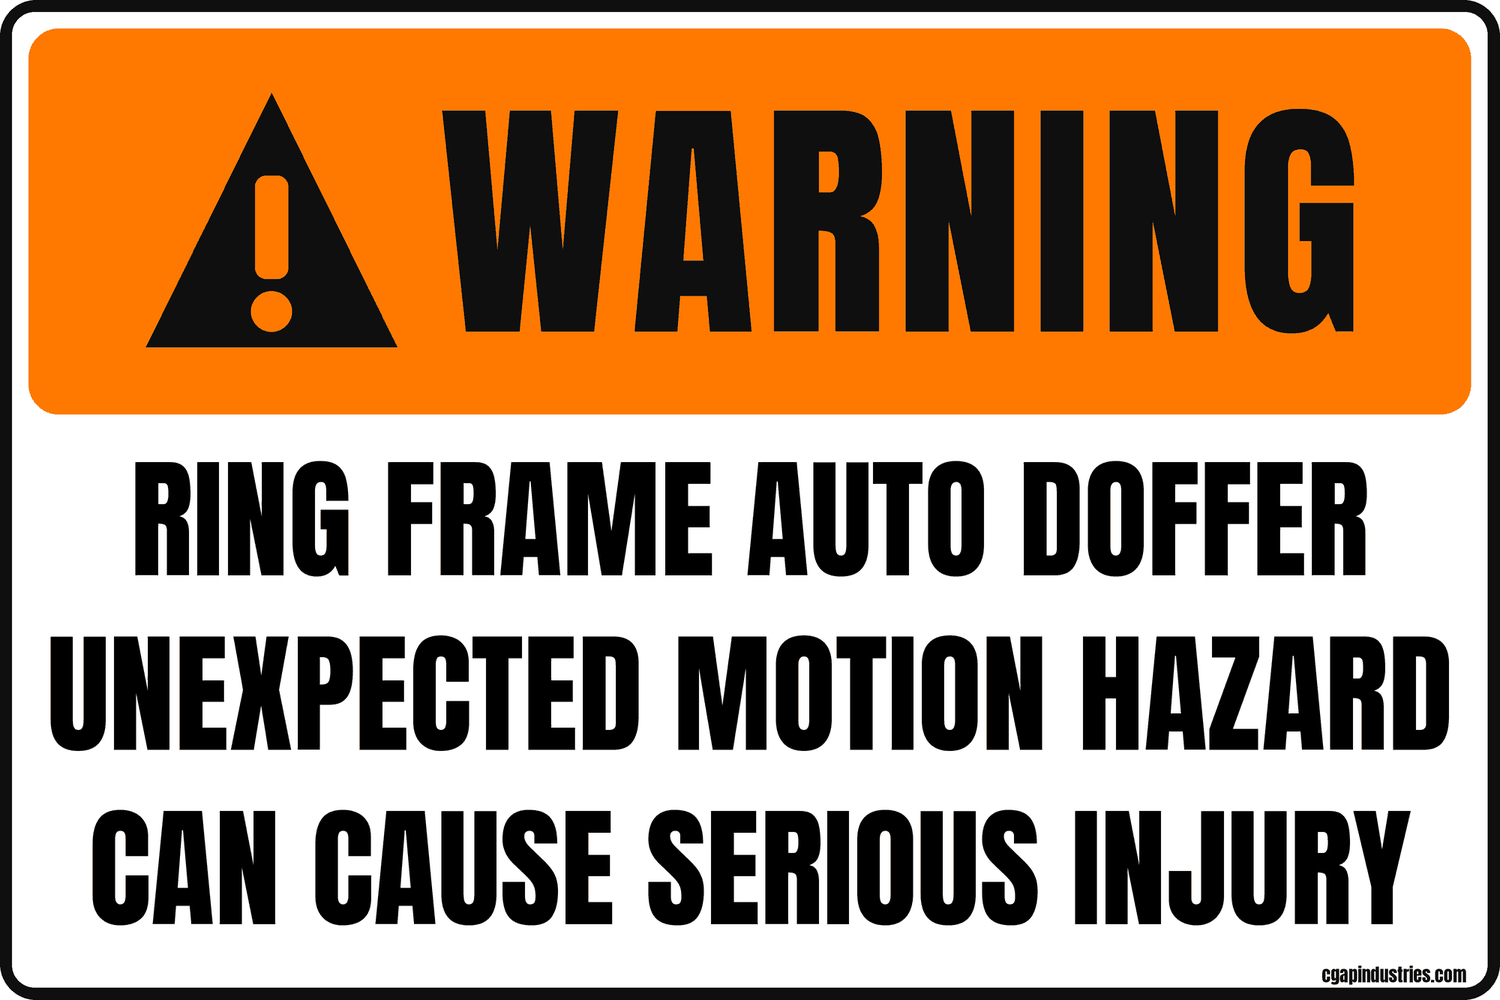 WARNING
RING FRAME AUTO DOFFER
UNEXPECTED MOTION HAZARD
CAN CAUSE SERIOUS INJURY
cgapindustries.com